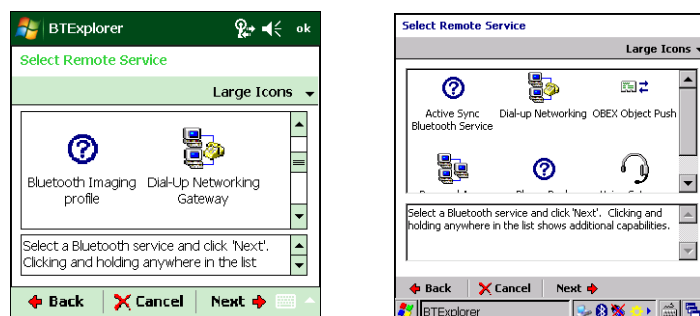 BTExplorer
ok
Select Remote Service
Large Icons
Bluetooth Imaging
profile
Dial-Up Networking
Gateway
Select a Bluetooth service and click 'Next'.
Clicking and holding anywhere in the list
Back
Cancel
Next
Select Remote Service
Large Icons
Active Sync
Bluetooth Service
Dial-up Networking
OBEX Object Push
Select a Bluetooth service and click 'Next'. Clicking and
holding anywhere in the list shows additional capabilities.
Back
Cancel
Next
BTExplorer